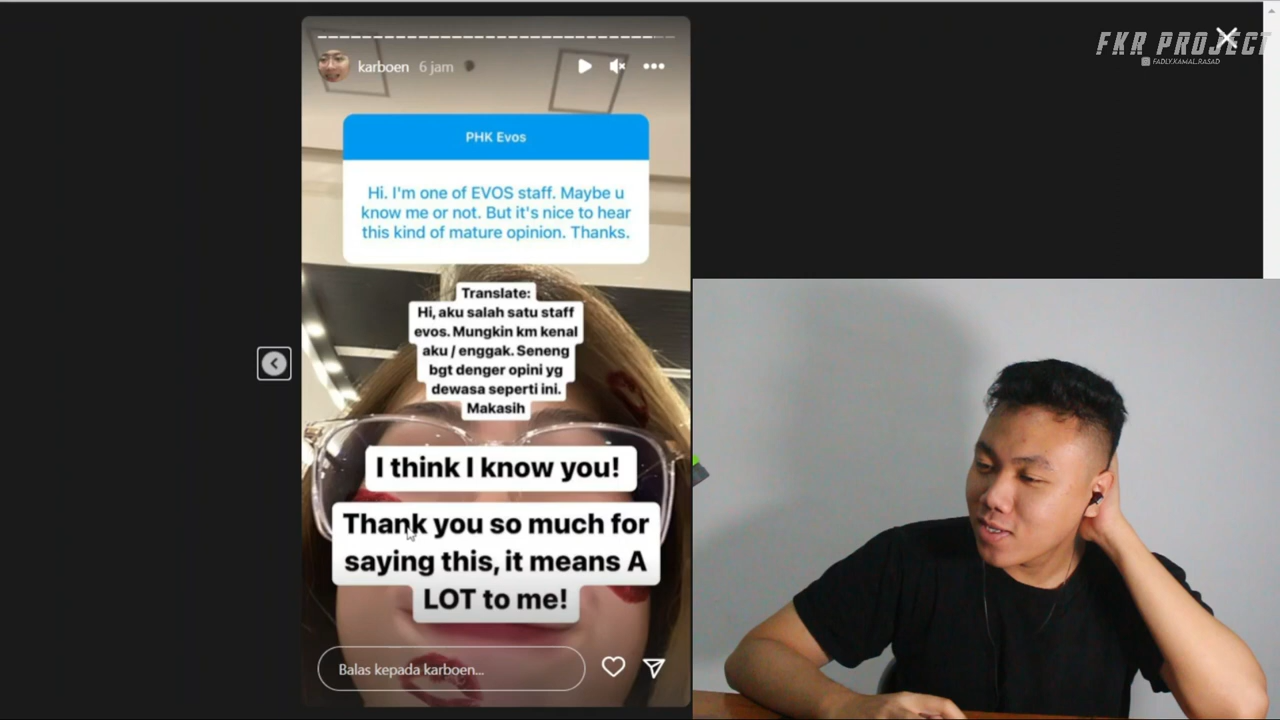 FKR PROJECT
FADLY.KAMAL.RASAD
karboen 6 jam
PHK Evos
Hi. I'm one of EVOS staff. Maybe u
know me or not. But it's nice to hear
this kind of mature opinion. Thanks.
Translate:
Hi, aku salah satu staff
evos. Mungkin km kenal
aku / enggak. Seneng
bgt denger opini yg
dewasa seperti ini.
Makasih
I think I know you!
Thank you so much for
saying this, it means A
LOT to me!
Balas kepada karboen...